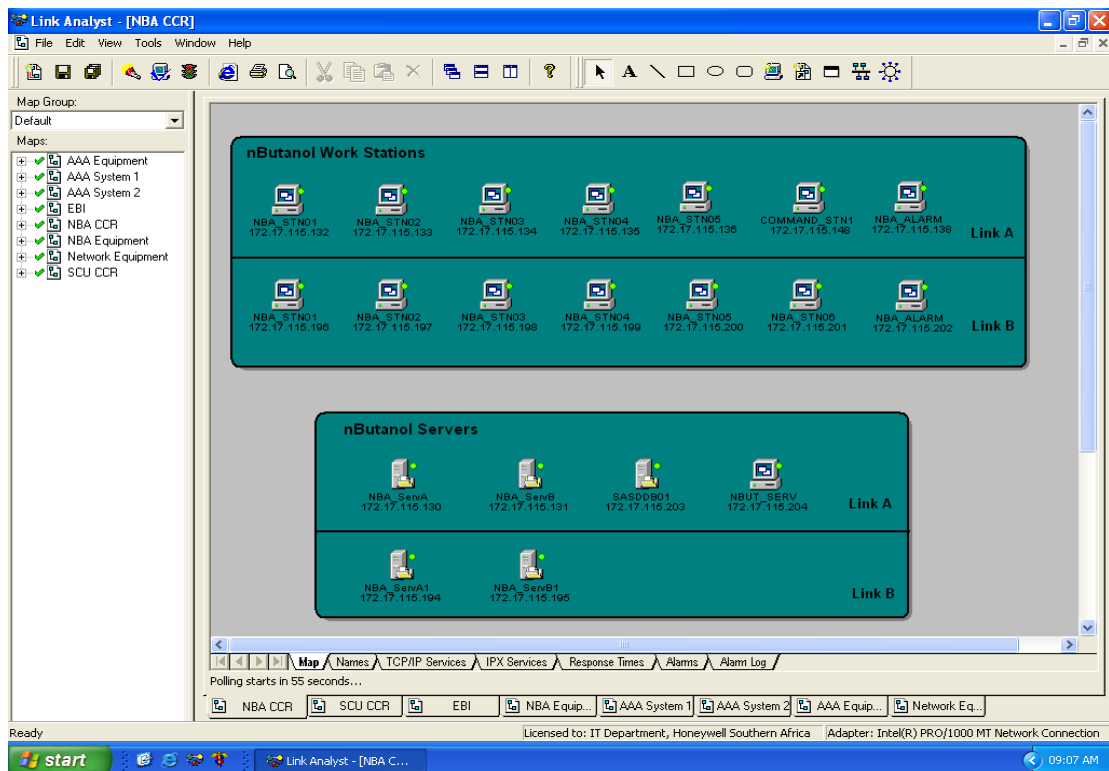 Link Analyst - [NBA CCR]
File Edit View Tools Window Help
Map Group:
Default
Maps:
AAA Equipment
AAA System 1
AAA System 2
EBI
NBA CCR
NBA Equipment
Network Equipment
SCU CCR
nButanol Work Stations
NBA_STN01 NBA_STN02 NBA_STN03 NBA_STN04 NBA_STN05 COMMAND_STN1 NBA_ALARM
172.17.115.132 172.17.115.133 172.17.115.134 172.17.115.135 172.17.115.136 172.17.115.148 172.17.115.138 Link A
NBA_STN01 NBA_STN02 NBA_STN03 NBA_STN04 NBA_STN05 NBA_STN06 NBA_ALARM
172.17.115.196 172.17.115.197 172.17.115.198 172.17.115.199 172.17.115.200 172.17.115.201 172.17.115.202 Link B
nButanol Servers
NBA_ServA NBA_ServB SASDDB01 NBUT_SERV
172.17.115.130 172.17.115.131 172.17.115.203 172.17.115.204 Link A
NBA_ServA1 NBA_ServB1
172.17.115.194 172.17.115.195 Link B
Map Names TCP/IP Services IPX Services Response Times Alarms Alarm Log
Polling starts in 55 seconds...
NBA CCR SCU CCR EBI NBA Equip... AAA System 1 AAA System 2 AAA Equip... Network Eq...
Ready Licensed to: IT Department, Honeywell Southern Africa Adapter: Intel(R) PRO/1000 MT Network Connection
start Link Analyst - [NBA C... 09:07 AM